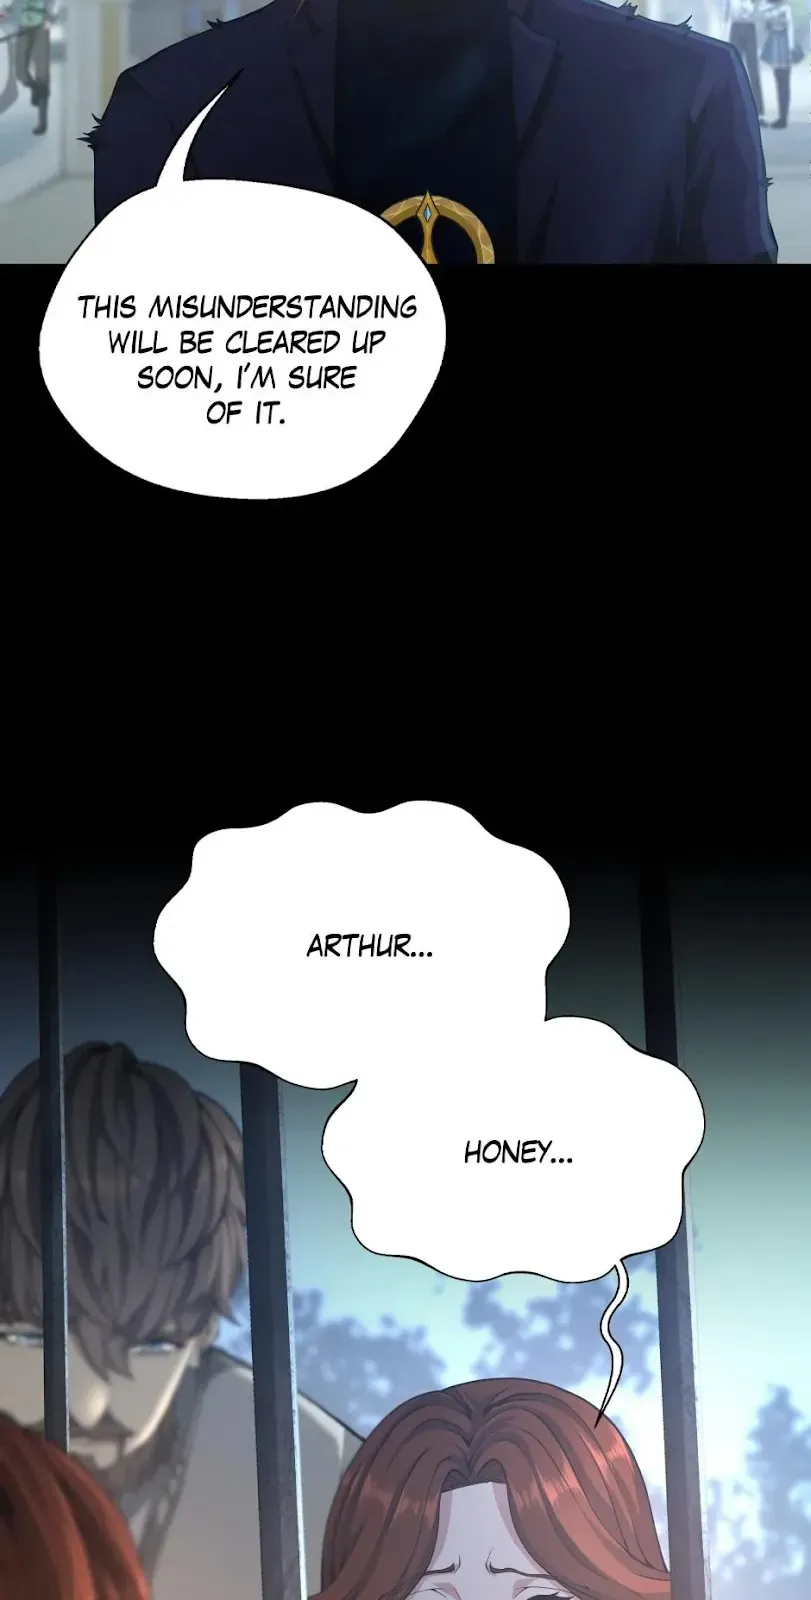 THIS MISUNDERSTANDING
WILL BE CLEARED UP
SOON, I'M SURE
OF IT.
ARTHUR...
HONEY...